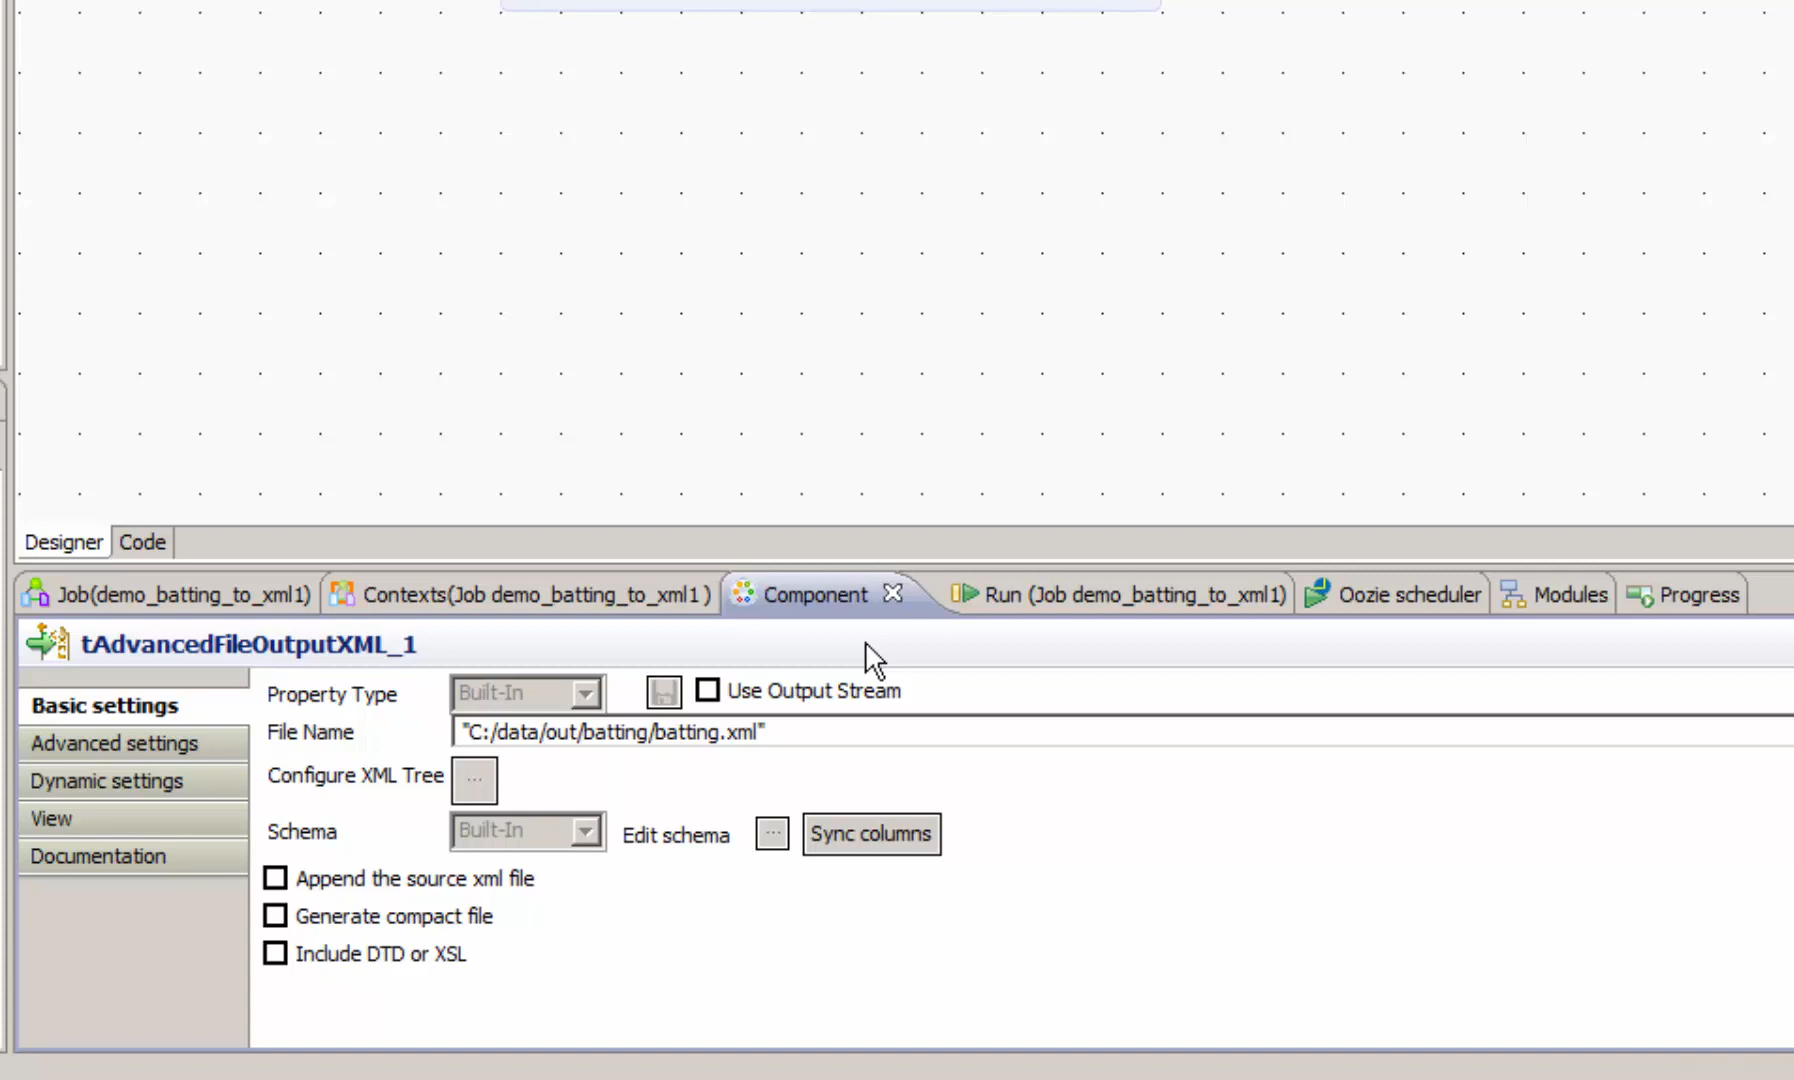 Designer Code
Job(demo_batting_to_xml1) Contexts(Job demo_batting_to_xml1 ) Component Run (Job demo_batting_to_xml1) Oozie scheduler Modules Progress
tAdvancedFileOutputXML_1
Basic settings
Advanced settings
Dynamic settings
View
Documentation
Property Type Built-In Use Output Stream
File Name "C:/data/out/batting/batting.xml"
Configure XML Tree ...
Schema Built-In Edit schema ... Sync columns
Append the source xml file
Generate compact file
Include DTD or XSL